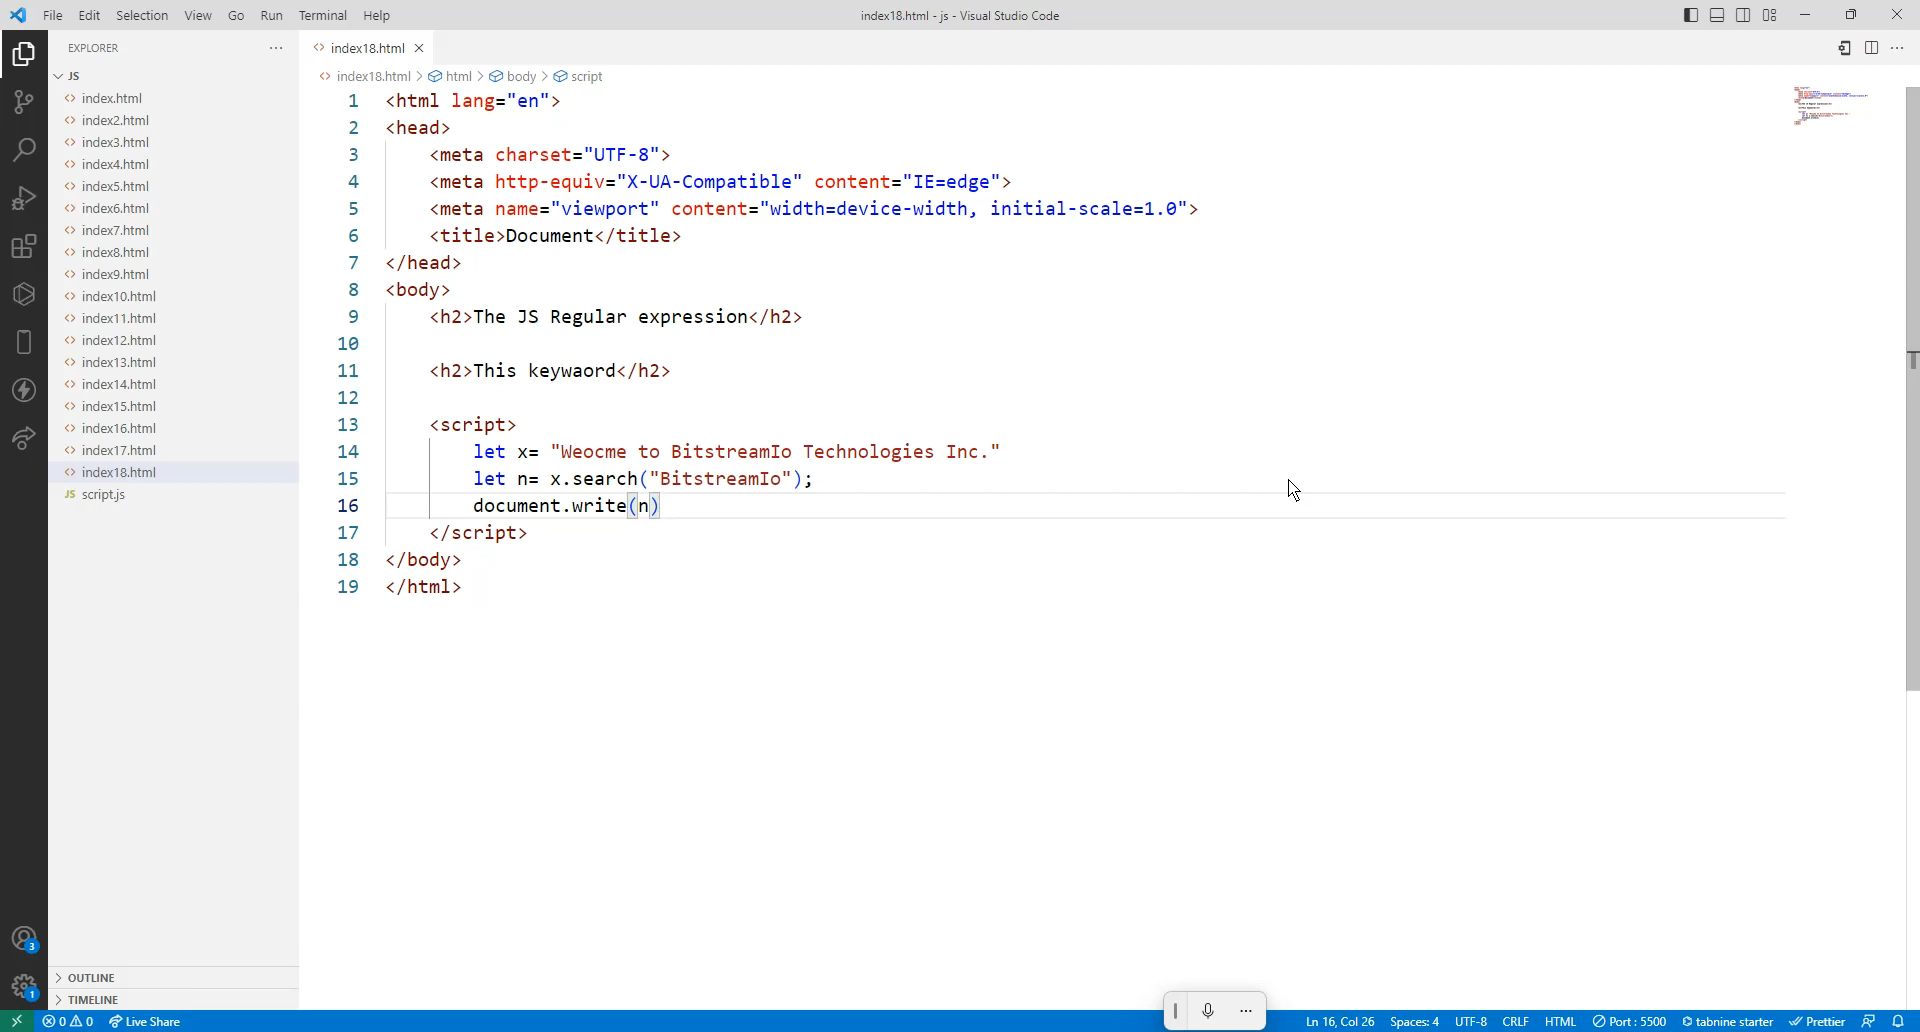 File Edit Selection View Go Run Terminal Help
index18.html - js - Visual Studio Code
EXPLORER
JS
index.html
index2.html
index3.html
index4.html
index5.html
index6.html
index7.html
index8.html
index9.html
index10.html
index11.html
index12.html
index13.html
index14.html
index15.html
index16.html
index17.html
index18.html
JS script.js
OUTLINE
TIMELINE
index18.html
index18.html > html > body > script
1 <html lang="en">
2 <head>
3 <meta charset="UTF-8">
4 <meta http-equiv="X-UA-Compatible" content="IE=edge">
5 <meta name="viewport" content="width=device-width, initial-scale=1.0">
6 <title>Document</title>
7 </head>
8 <body>
9 <h2>The JS Regular expression</h2>
10
11 <h2>This keywaord</h2>
12
13 <script>
14 let x= "Weocme to BitstreamIo Technologies Inc."
15 let n= x.search("BitstreamIo");
16 document.write(n)
17 </script>
18 </body>
19 </html>
3
1
0 0 Live Share
Ln 16, Col 26 Spaces: 4 UTF-8 CRLF HTML Port : 5500 tabnine starter Prettier